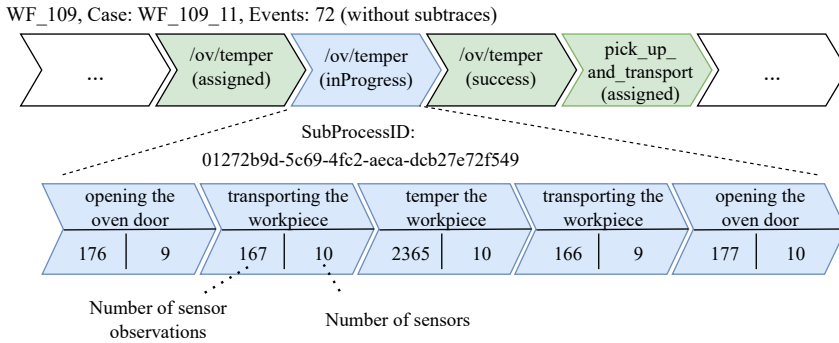 WF_109, Case: WF_109_11, Events: 72 (without subtraces)
...
/ov/temper
(assigned)
/ov/temper
(inProgress)
/ov/temper
(success)
pick_up_
and_transport
(assigned)
...
SubProcessID:
01272b9d-5c69-4fc2-aeca-dcb27e72f549
opening the
oven door
176 9
transporting the
workpiece
167 10
temper the
workpiece
2365 10
transporting the
workpiece
166 9
opening the
oven door
177 10
Number of sensor
observations
Number of sensors